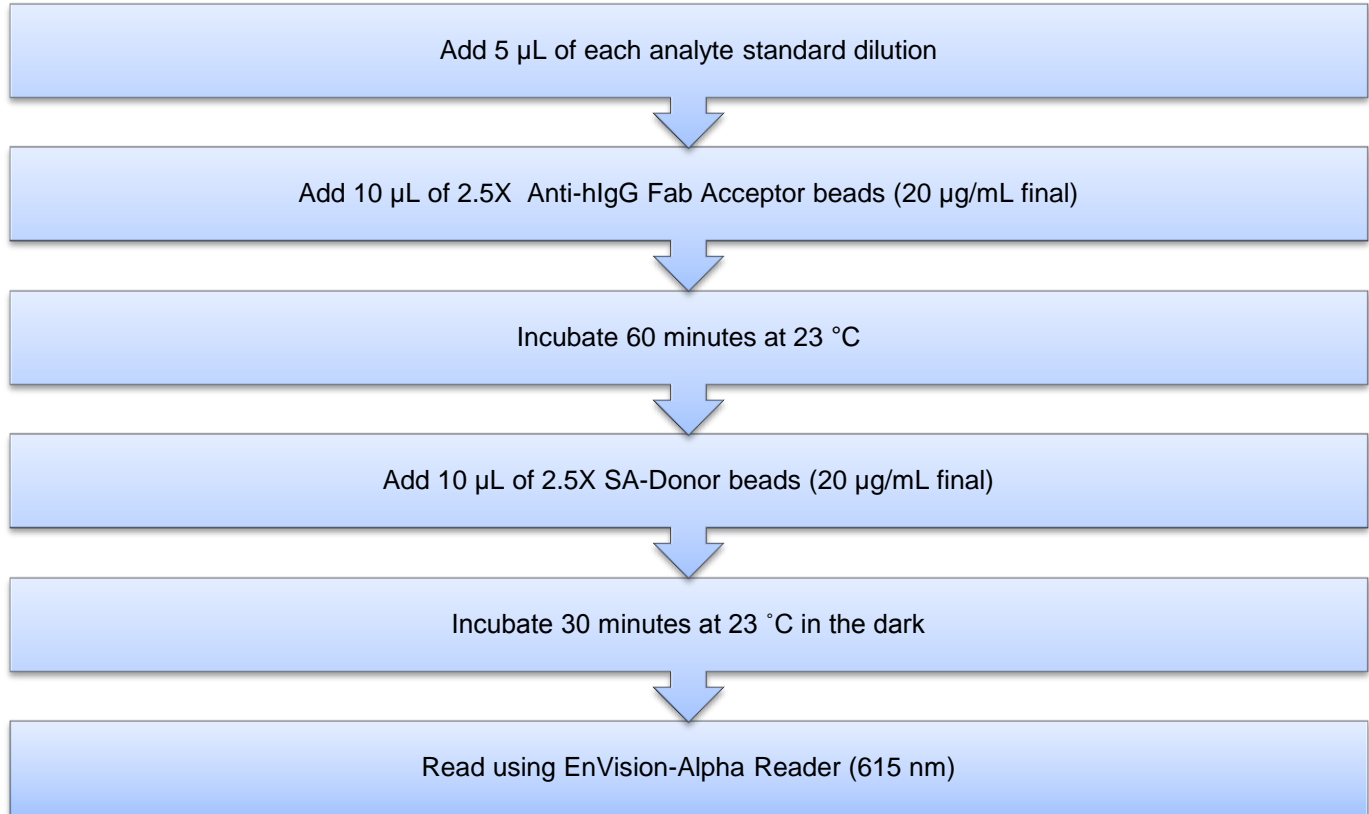 Add 5 µL of each analyte standard dilution
Add 10 µL of 2.5X  Anti-hIgG Fab Acceptor beads (20 µg/mL final)
Incubate 60 minutes at 23 °C
Add 10 µL of 2.5X SA-Donor beads (20 µg/mL final)
Incubate 30 minutes at 23 ˚C in the dark
Read using EnVision-Alpha Reader (615 nm)